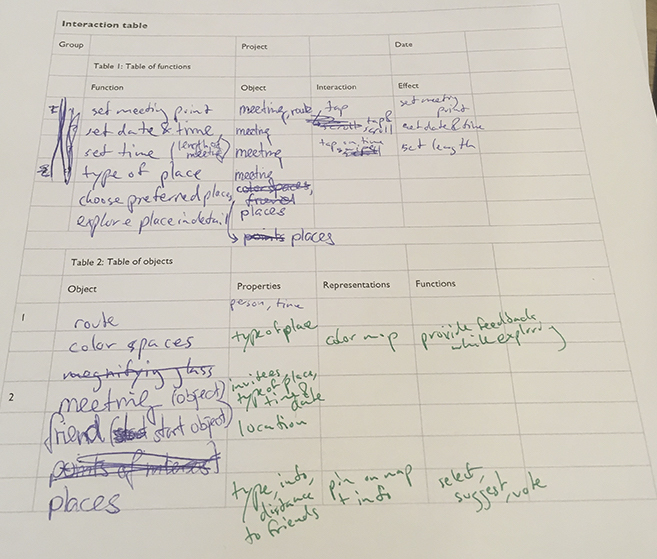 Interaction table
Group Project Date
Table 1: Table of functions
Function Object Interaction Effect
set meeting point meeting, route, tap set meeting point
set date & time, meeting tap & scroll set date & time
set time (length of meeting) meeting tap on time set length
type of place meeting
choose preferred place, color spaces, friend places
explore place in detail points places
Table 2: Table of objects
Object Properties Representations Functions
1 route person, time
color spaces type of place color map provide feedback while exploring
magnifying glass
2 meeting (object) invitees, type of place, time & date
friend (start object) location
points of interest
places type, info, distance to friends pin on map + info select, suggest, vote